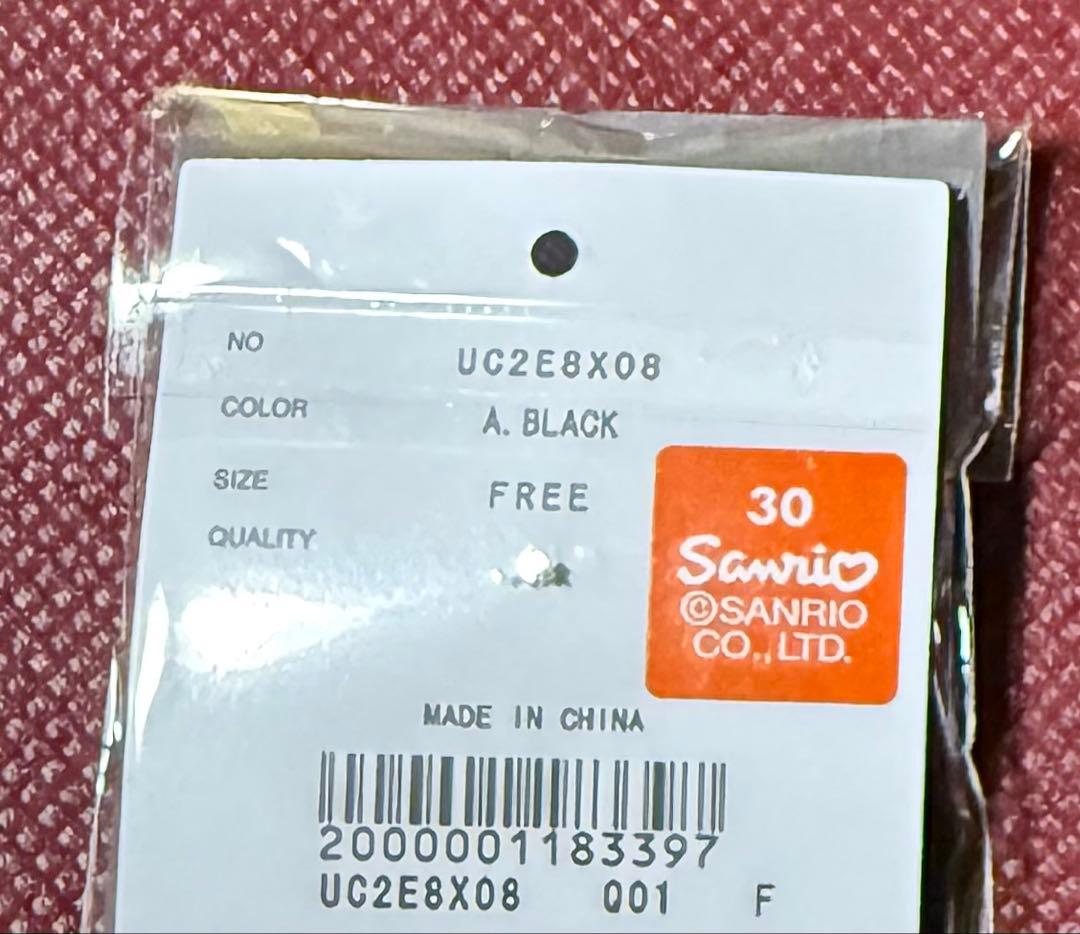 NO UC2E8X08
COLOR A. BLACK
SIZE FREE
QUALITY
30
Sanrio
©SANRIO
CO.,LTD.
MADE IN CHINA
2000001183397
UC2E8X08 001 F